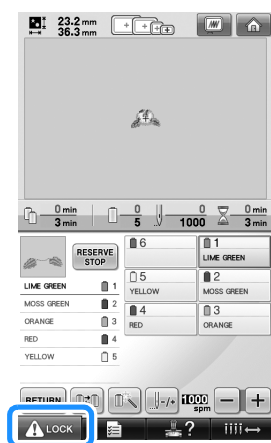 23.2 mm
36.3 mm
0 min
3 min
0
5
0
1000
0 min
3 min
RESERVE
STOP
LIME GREEN 1
MOSS GREEN 2
ORANGE 3
RED 4
YELLOW 5
6
1
LIME GREEN
5
YELLOW
2
MOSS GREEN
4
RED
3
ORANGE
RETURN
-/+
1000
spm
- +
LOCK
?